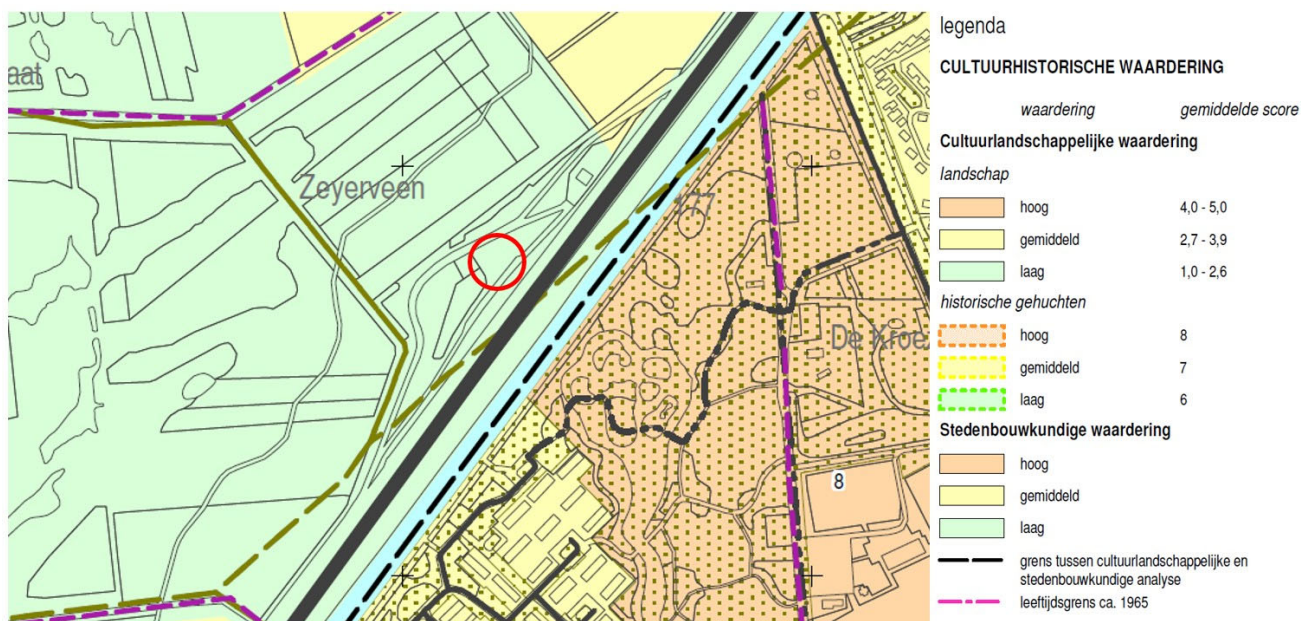 aat
Zeyerveen
177
De Kroe
8
legenda
CULTUURHISTORISCHE WAARDERING
waardering gemiddelde score
Cultuurlandschappelijke waardering
landschap
hoog 4,0 - 5,0
gemiddeld 2,7 - 3,9
laag 1,0 - 2,6
historische gehuchten
hoog 8
gemiddeld 7
laag 6
Stedenbouwkundige waardering
hoog
gemiddeld
laag
grens tussen cultuurlandschappelijke en
stedenbouwkundige analyse
leeftijdsgrens ca. 1965